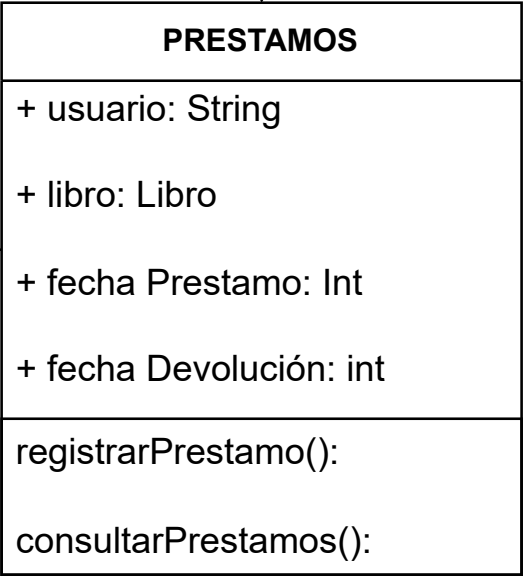 PRESTAMOS
+ usuario: String
+ libro: Libro
+ fecha Prestamo: Int
+ fecha Devolución: int
registrarPrestamo():
consultarPrestamos():